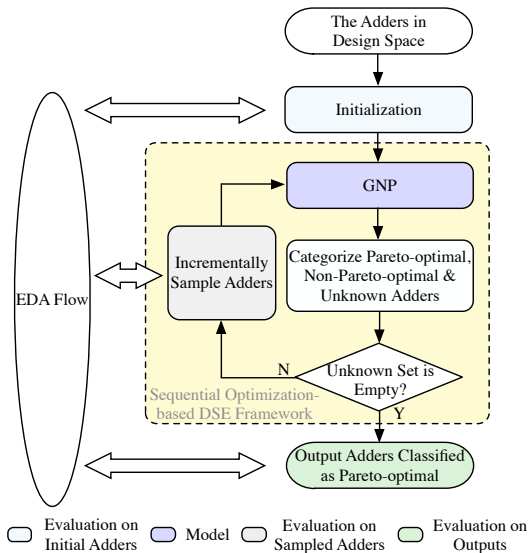 The Adders in
Design Space
Initialization
GNP
Incrementally
Sample Adders
Categorize Pareto-optimal,
Non-Pareto-optimal &
Unknown Adders
EDA Flow
N
Unknown Set is
Empty?
Sequential Optimization-
based DSE Framework
Y
Output Adders Classified
as Pareto-optimal
Evaluation on
Initial Adders
Model
Evaluation on
Sampled Adders
Evaluation on
Outputs